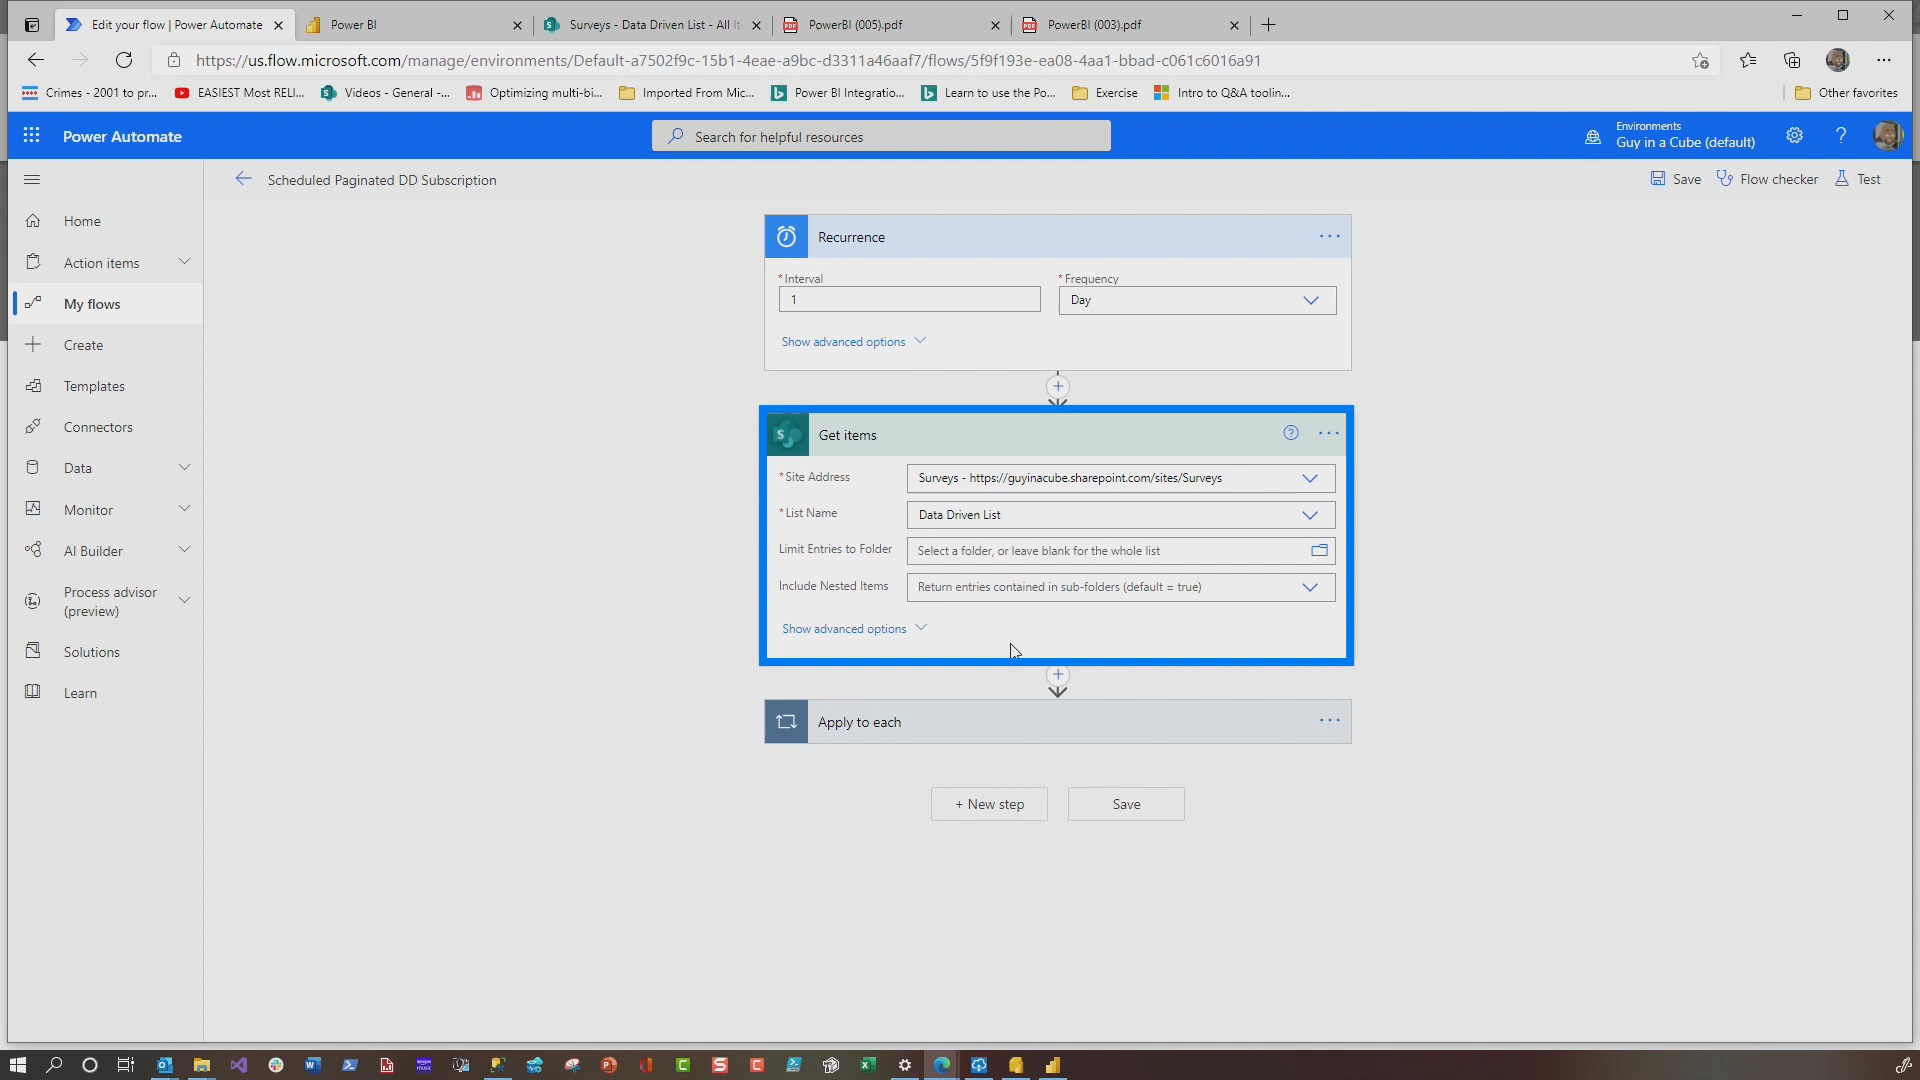 Edit your flow | Power Automate
Power BI
Surveys - Data Driven List - All It
PowerBI (005).pdf
PowerBI (003).pdf
https://us.flow.microsoft.com/manage/environments/Default-a7502f9c-15b1-4eae-a9bc-d3311a46aaf7/flows/5f9f193e-ea08-4aa1-bbad-c061c6016a91
Crimes - 2001 to pr...
EASIEST Most RELI...
Videos - General -...
Optimizing multi-bi...
Imported From Mic...
Power BI Integratio...
Learn to use the Po...
Exercise
Intro to Q&A toolin...
Other favorites
Power Automate
Search for helpful resources
Environments
Guy in a Cube (default)
Scheduled Paginated DD Subscription
Save
Flow checker
Test
Home
Action items
My flows
Create
Templates
Connectors
Data
Monitor
AI Builder
Process advisor
(preview)
Solutions
Learn
Recurrence
* Interval
* Frequency
1
Day
Show advanced options
Get items
* Site Address
Surveys - https://guyinacube.sharepoint.com/sites/Surveys
* List Name
Data Driven List
Limit Entries to Folder
Select a folder, or leave blank for the whole list
Include Nested Items
Return entries contained in sub-folders (default = true)
Show advanced options
Apply to each
+ New step
Save